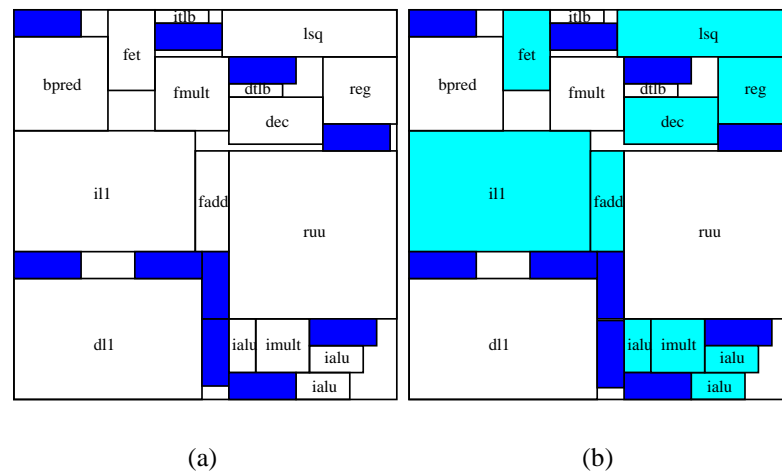 itlb
lsq
fet
bpred
fmult
dtlb
reg
dec
il1
fadd
ruu
dl1
ialu
imult
ialu
ialu
(a)
itlb
lsq
fet
bpred
fmult
dtlb
reg
dec
il1
fadd
ruu
dl1
ialu
imult
ialu
ialu
(b)